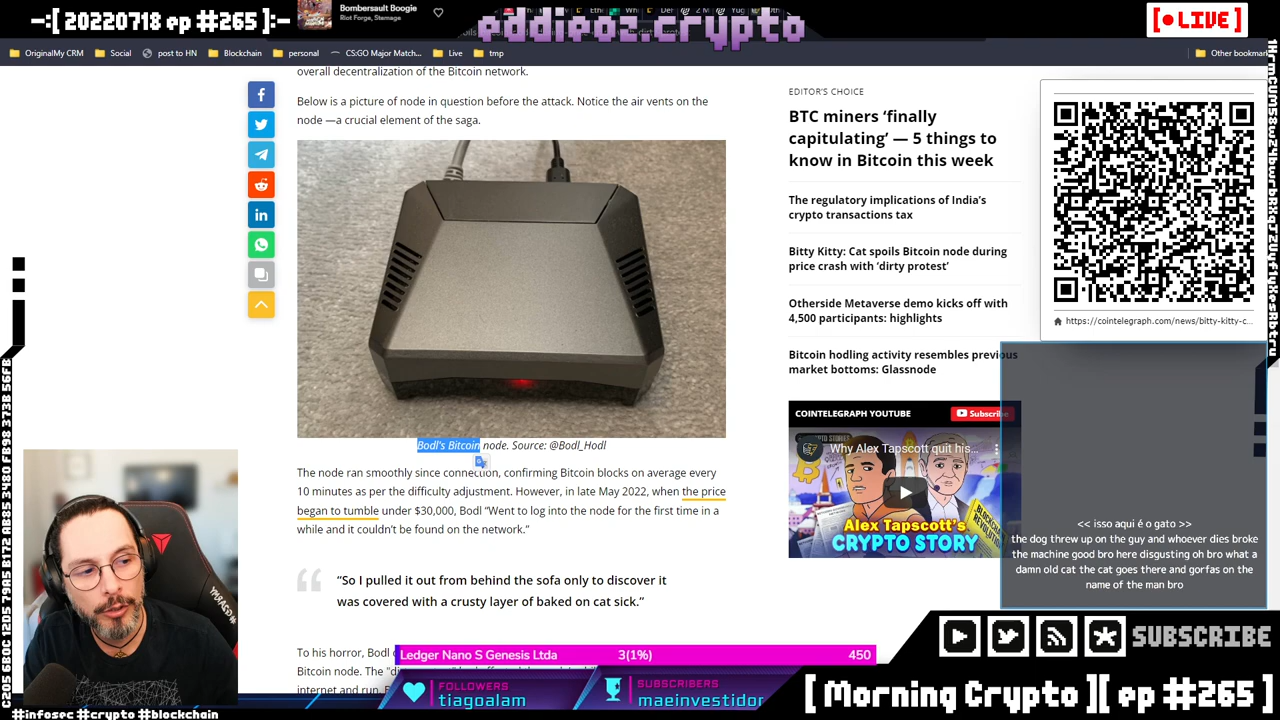 -:[ 20220718 ep #265 ]:-
Bombersault Boogie
Blot Forge, Stemage
eddieoz.crypto
[● LIVE ]
OriginalMy CRM
Social
post to HN
Blockchain
personal
CS:GO Major Match...
Live
tmp
Other bookmar
overall decentralization of the Bitcoin network.
Below is a picture of node in question before the attack. Notice the air vents on the
node —a crucial element of the saga.
Bodl's Bitcoin node. Source: @Bodl_Hodl
The node ran smoothly since connection, confirming Bitcoin blocks on average every
10 minutes as per the difficulty adjustment. However, in late May 2022, when the price
began to tumble under $30,000, Bodl “Went to log into the node for the first time in a
while and it couldn’t be found on the network.”
“So I pulled it out from behind the sofa only to discover it
was covered with a crusty layer of baked on cat sick.”
To his horror, Bodl
Bitcoin node. The
internet and run.
EDITOR’S CHOICE
BTC miners ‘finally
capitulating’ — 5 things to
know in Bitcoin this week
The regulatory implications of India’s
crypto transactions tax
Bitty Kitty: Cat spoils Bitcoin node during
price crash with ‘dirty protest’
Otherside Metaverse demo kicks off with
4,500 participants: highlights
Bitcoin hodling activity resembles previous
market bottoms: Glassnode
COINTELEGRAPH YOUTUBE
Subscribe
Why Alex Tapscott quit his...
ALEX TAPSCOTT’S
CRYPTO STORY
https://cointelegraph.com/news/bitty-kitty-c...
<< isso aqui é o gato >>
the dog threw up on the guy and whoever dies broke
the machine good bro here disgusting oh bro what a
damn old cat the cat goes there and gorfas on the
name of the man bro
SUBSCRIBE
Ledger Nano S Genesis Ltda
3(1%)
450
FOLLOWERS
tiagoalam
SUBSCRIBERS
maeinvestidor
[ Morning Crypto ][ ep #265 ]
#infosec #crypto #blockchain